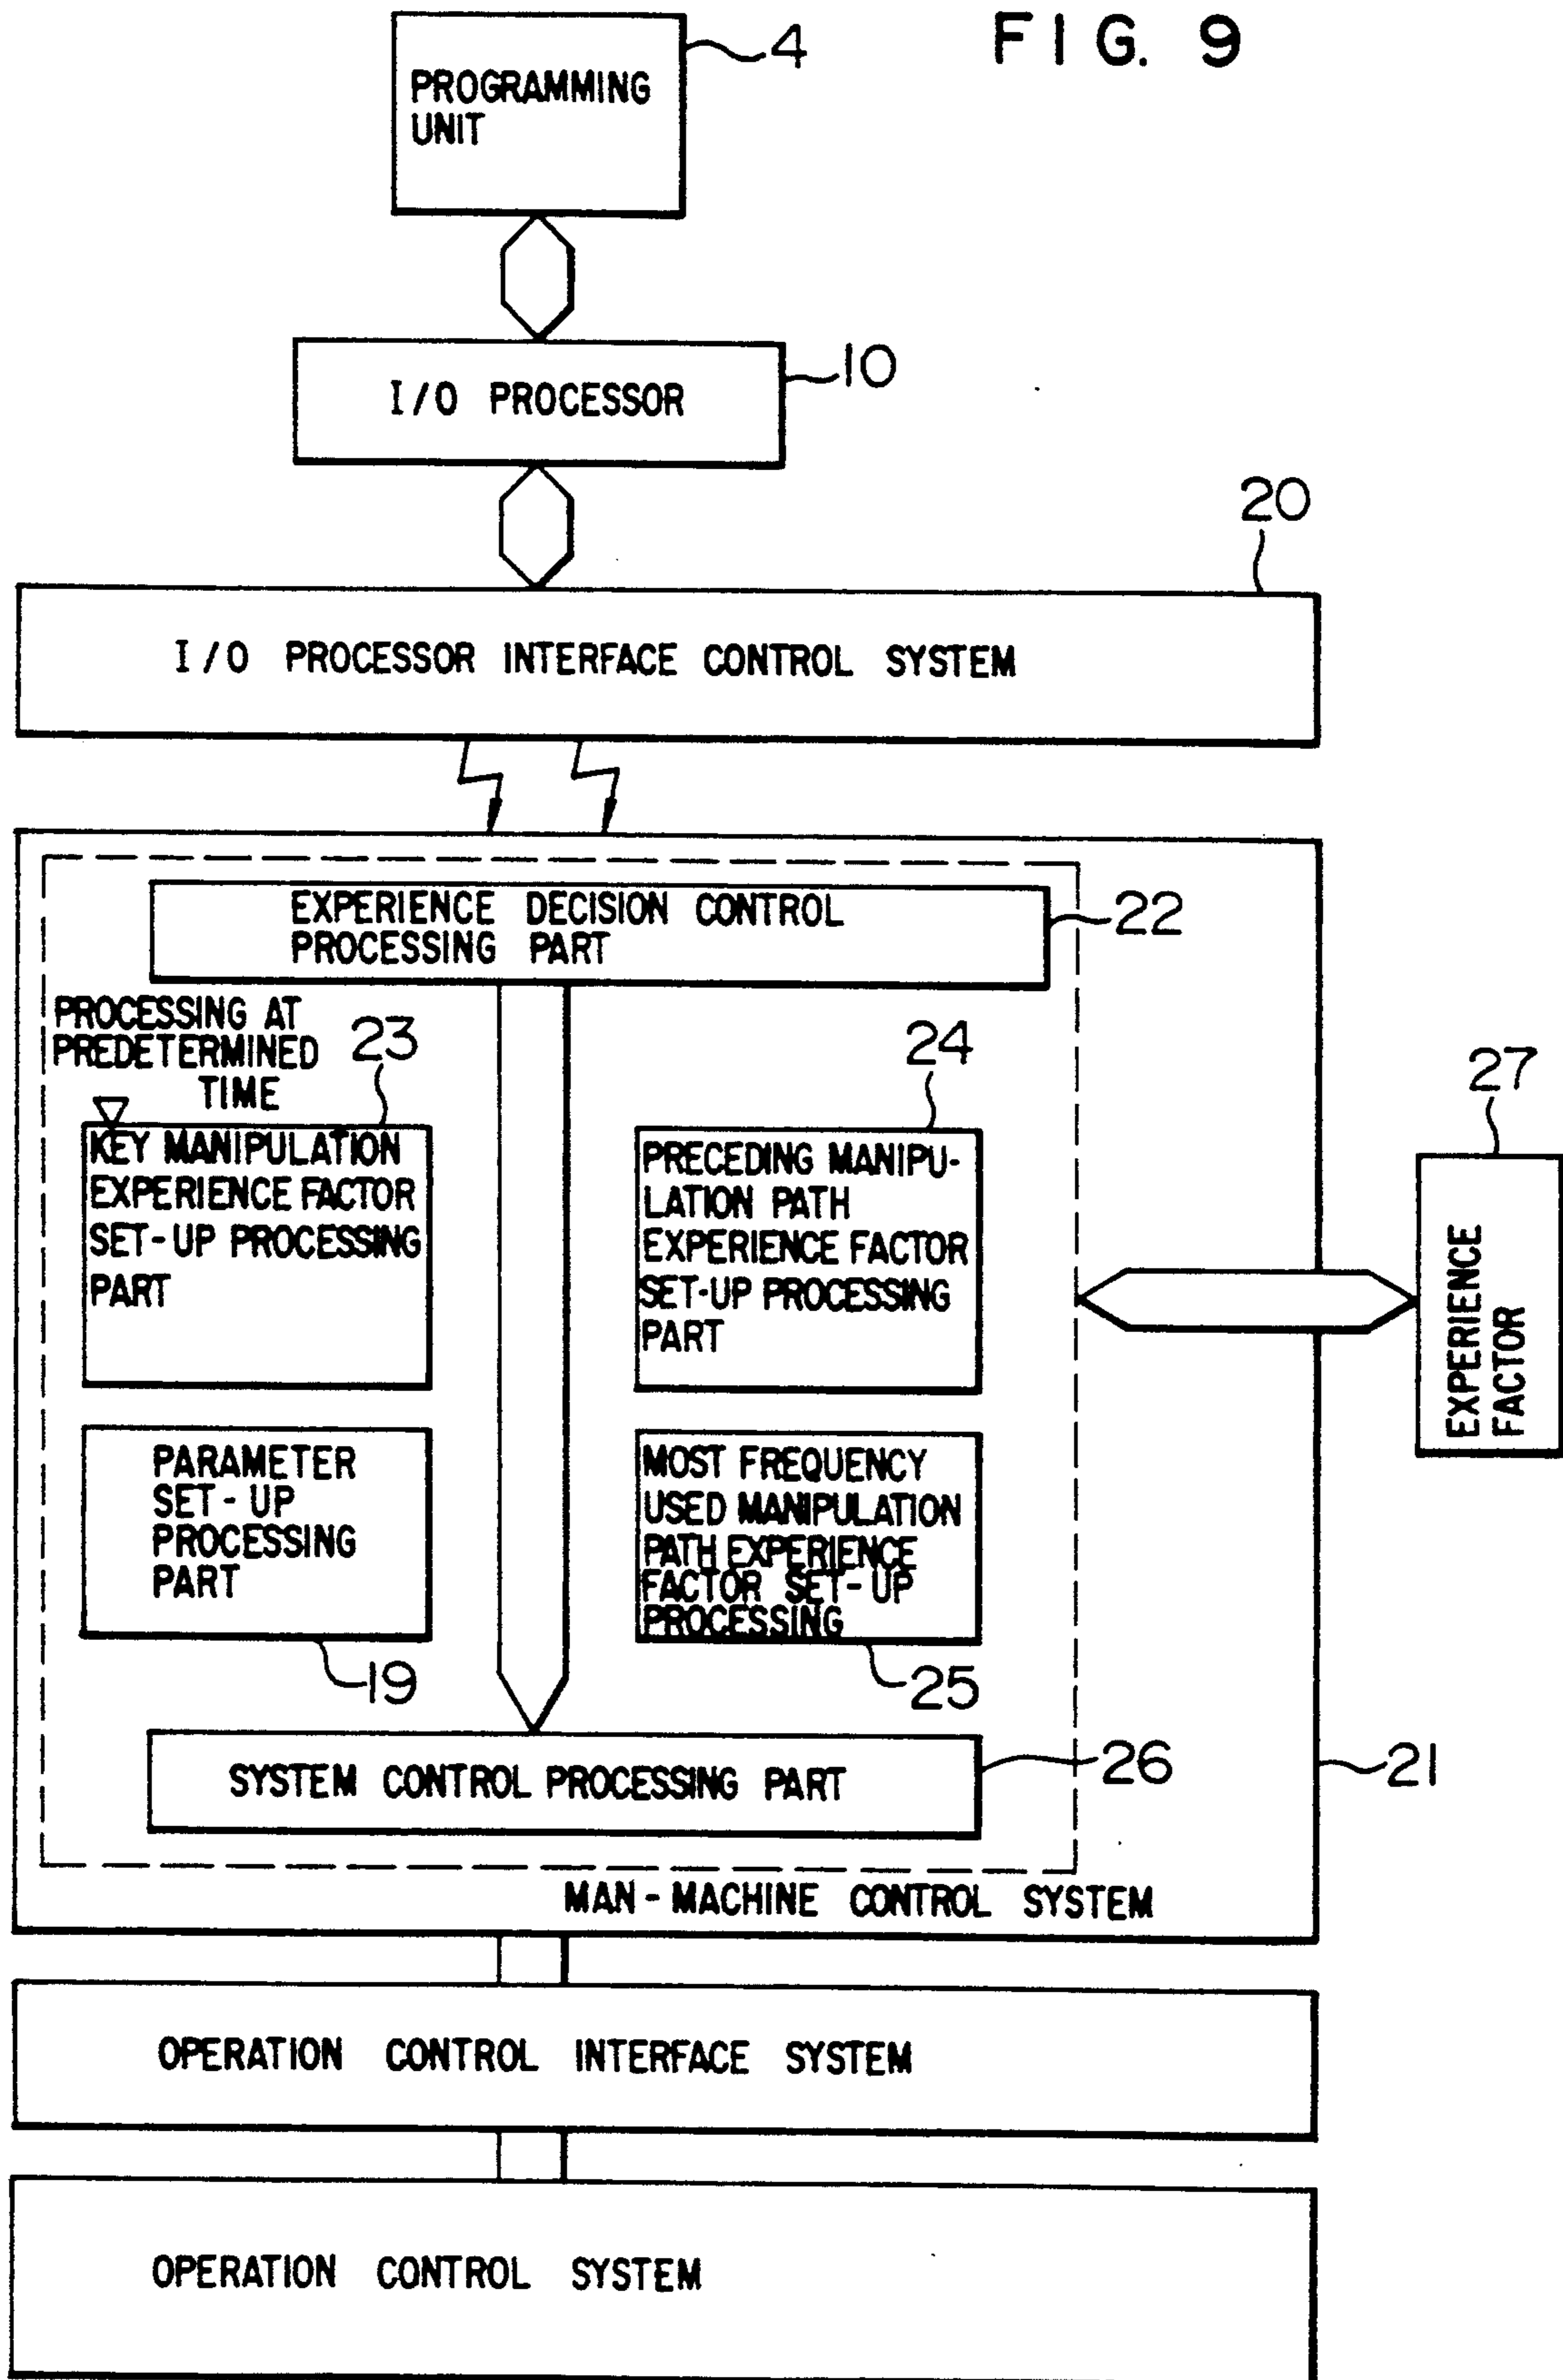 FIG. 9
4
PROGRAMMING
UNIT
10
I/O PROCESSOR
20
I/O PROCESSOR INTERFACE CONTROL SYSTEM
EXPERIENCE DECISION CONTROL
PROCESSING PART
22
PROCESSING AT
PREDETERMINED
TIME
23
KEY MANIPULATION
EXPERIENCE FACTOR
SET-UP PROCESSING
PART
24
PRECEDING MANIPU-
LATION PATH
EXPERIENCE FACTOR
SET-UP PROCESSING
PART
27
EXPERIENCE
FACTOR
PARAMETER
SET-UP
PROCESSING
PART
19
MOST FREQUENCY
USED MANIPULATION
PATH EXPERIENCE
FACTOR SET-UP
PROCESSING
25
SYSTEM CONTROL PROCESSING PART
26
21
MAN-MACHINE CONTROL SYSTEM
OPERATION CONTROL INTERFACE SYSTEM
OPERATION CONTROL SYSTEM